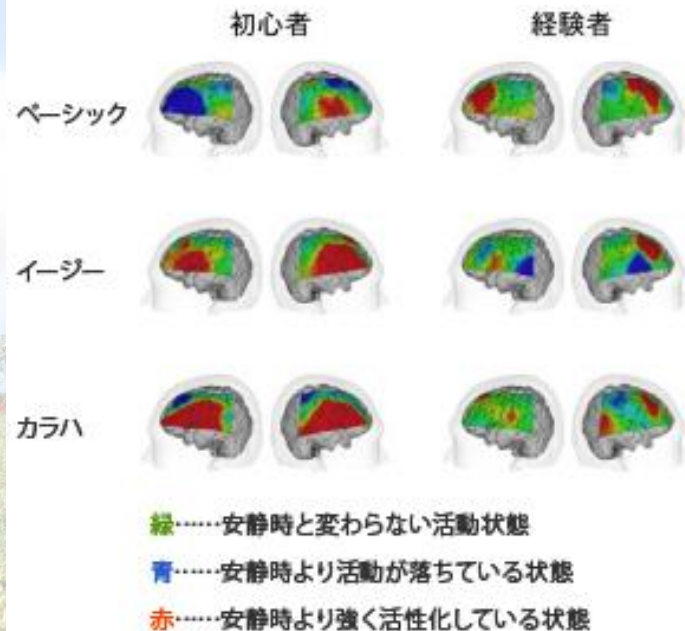 初心者 経験者
ベーシック
イージー
カラハ
緑……安静時と変わらない活動状態
青……安静時より活動が落ちている状態
赤……安静時より強く活性化している状態